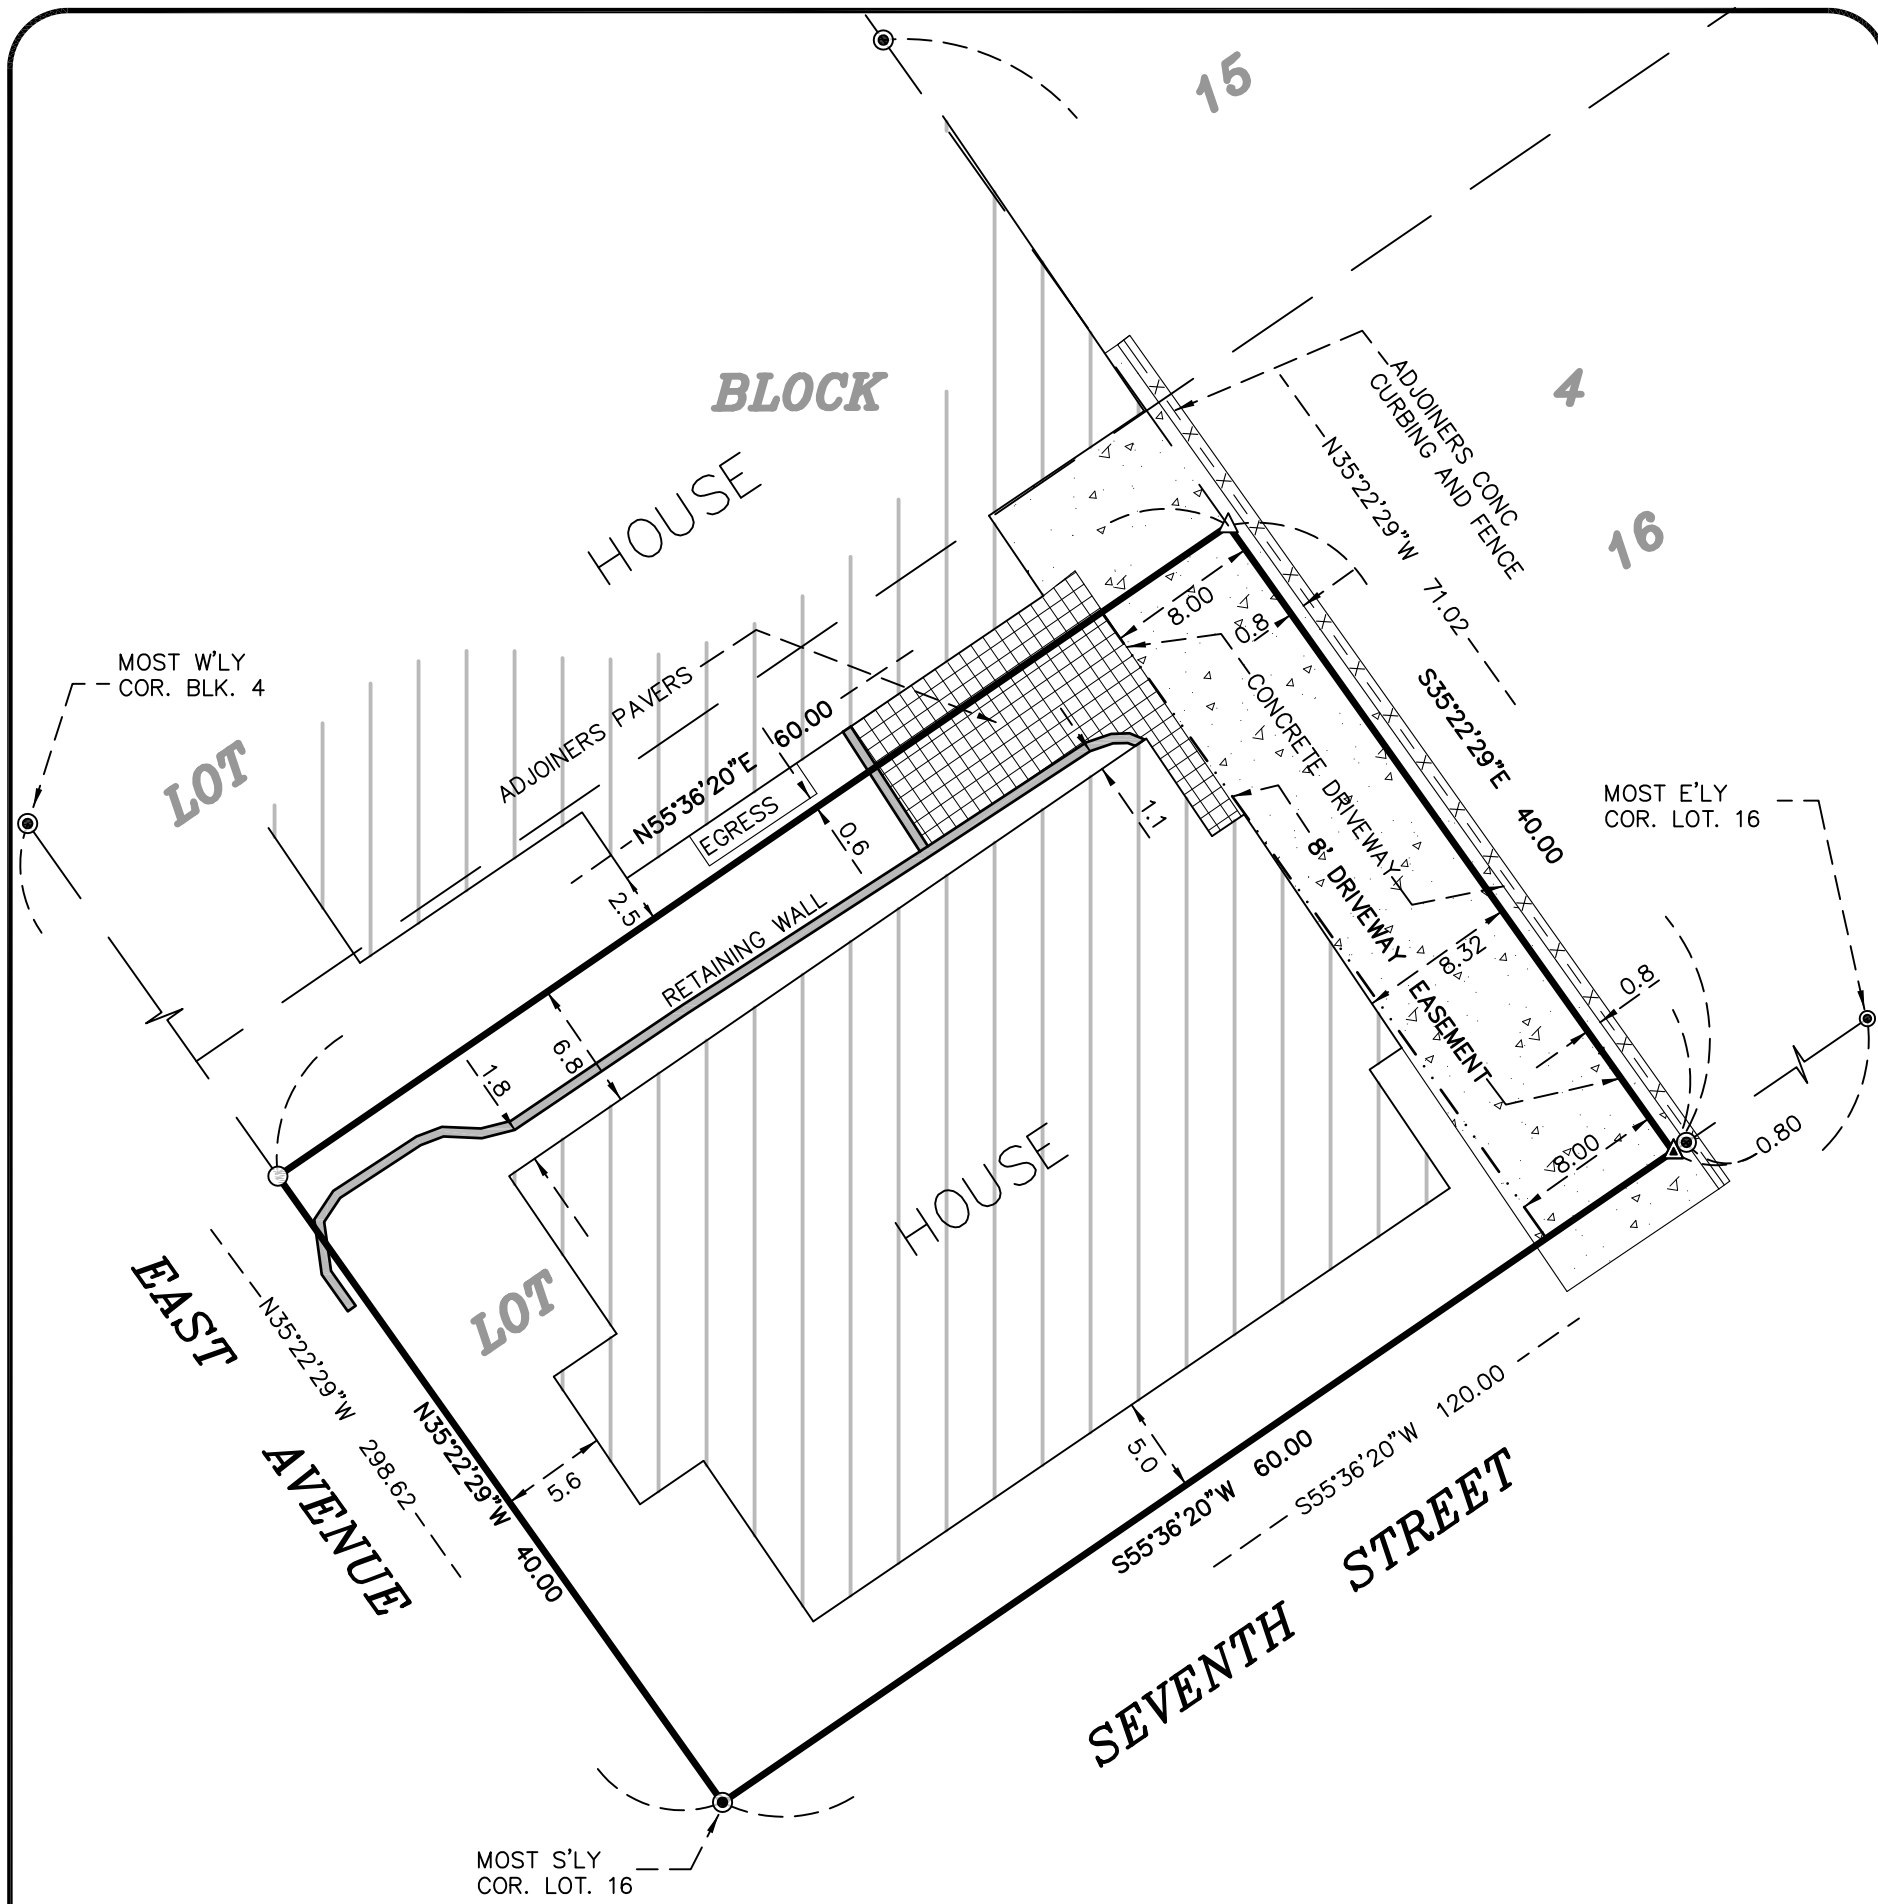 15
BLOCK
4
HOUSE
ADJOINERS CONC
CURBING AND FENCE
N35°22'29"W 71.02
16
MOST W'LY
COR. BLK. 4
LOT
ADJOINERS PAVERS
N55°36'20"E 60.00
EGRESS
0.6
2.5
8.00
0.8
CONCRETE DRIVEWAY
S35°22'29"E 40.00
MOST E'LY
COR. LOT. 16
1.1
8' DRIVEWAY EASEMENT
8.32
0.8
RETAINING WALL
6.8
1.8
8.00
0.80
HOUSE
LOT
EAST AVENUE
N35°22'29"W 298.62
N35°22'29"W 40.00
5.6
5.0
S55°36'20"W 60.00
S55°36'20"W 120.00
SEVENTH STREET
MOST S'LY
COR. LOT. 16